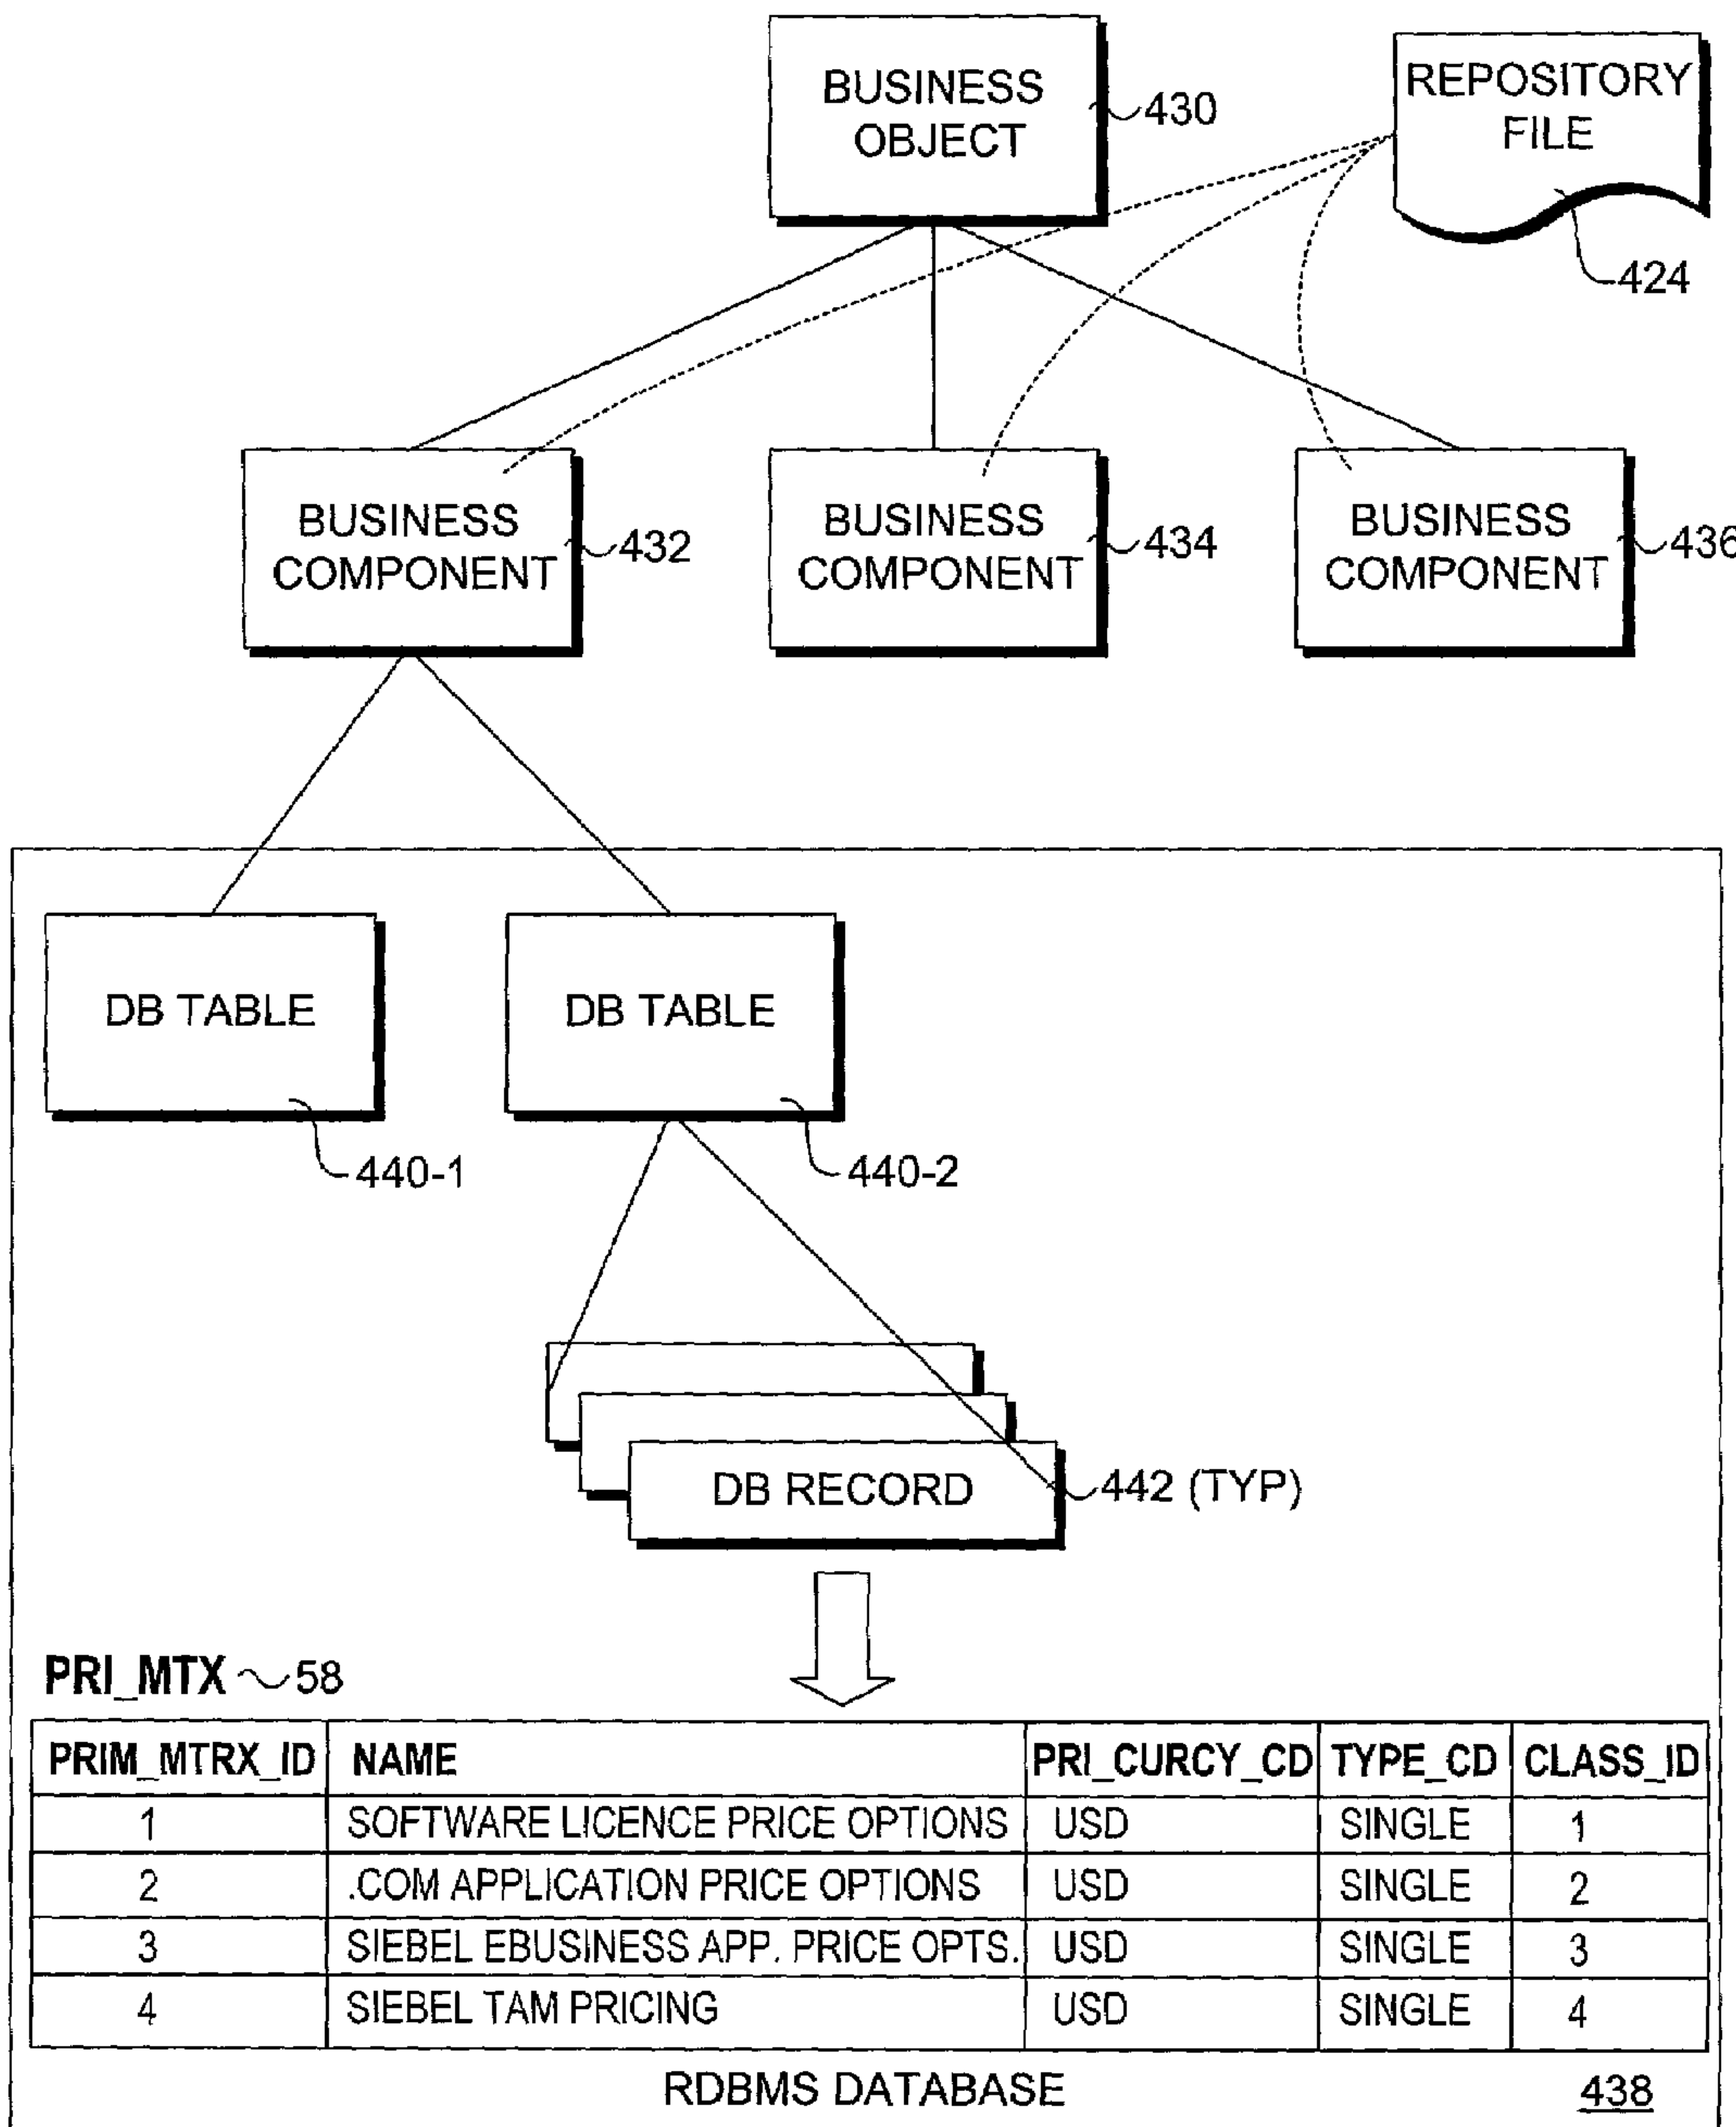 BUSINESS
OBJECT
430
REPOSITORY
FILE
424
BUSINESS
COMPONENT
432
BUSINESS
COMPONENT
434
BUSINESS
COMPONENT
436
DB TABLE
440-1
DB TABLE
440-2
DB RECORD
442 (TYP)
PRI_MTX 58
PRIM_MTRX_ID NAME PRI_CURCY_CD TYPE_CD CLASS_ID
1 SOFTWARE LICENCE PRICE OPTIONS USD SINGLE 1
2 .COM APPLICATION PRICE OPTIONS USD SINGLE 2
3 SIEBEL EBUSINESS APP. PRICE OPTS. USD SINGLE 3
4 SIEBEL TAM PRICING USD SINGLE 4
RDBMS DATABASE 438